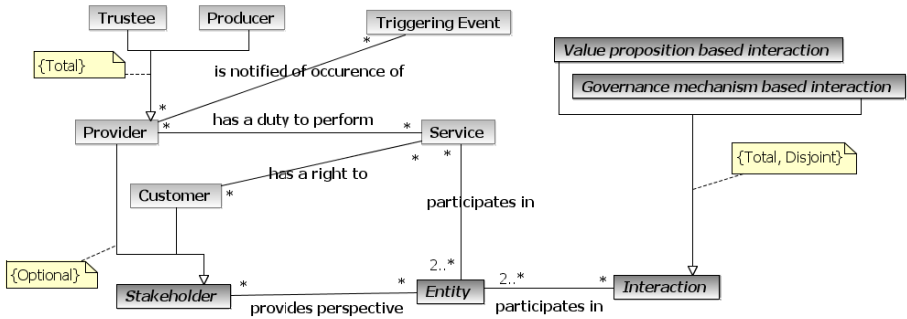 Trustee
Producer
Triggering Event
*
Value proposition based interaction
{Total}
is notified of occurence of
Governance mechanism based interaction
*
Provider
*
has a duty to perform
*
Service
*
*
{Total, Disjoint}
has a right to
Customer
*
participates in
{Optional}
2..*
Stakeholder
*
provides perspective
*
Entity
2..*
participates in
*
Interaction